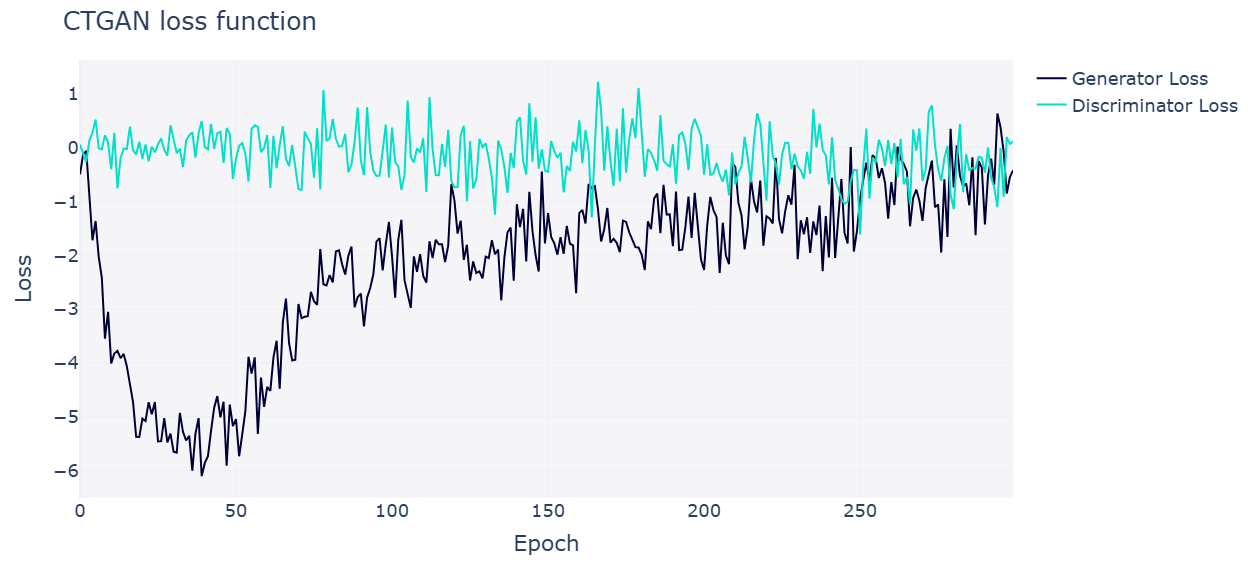 CTGAN loss function
Generator Loss
Discriminator Loss
1
0
−1
−2
−3
−4
−5
−6
Loss
0 50 100 150 200 250
Epoch